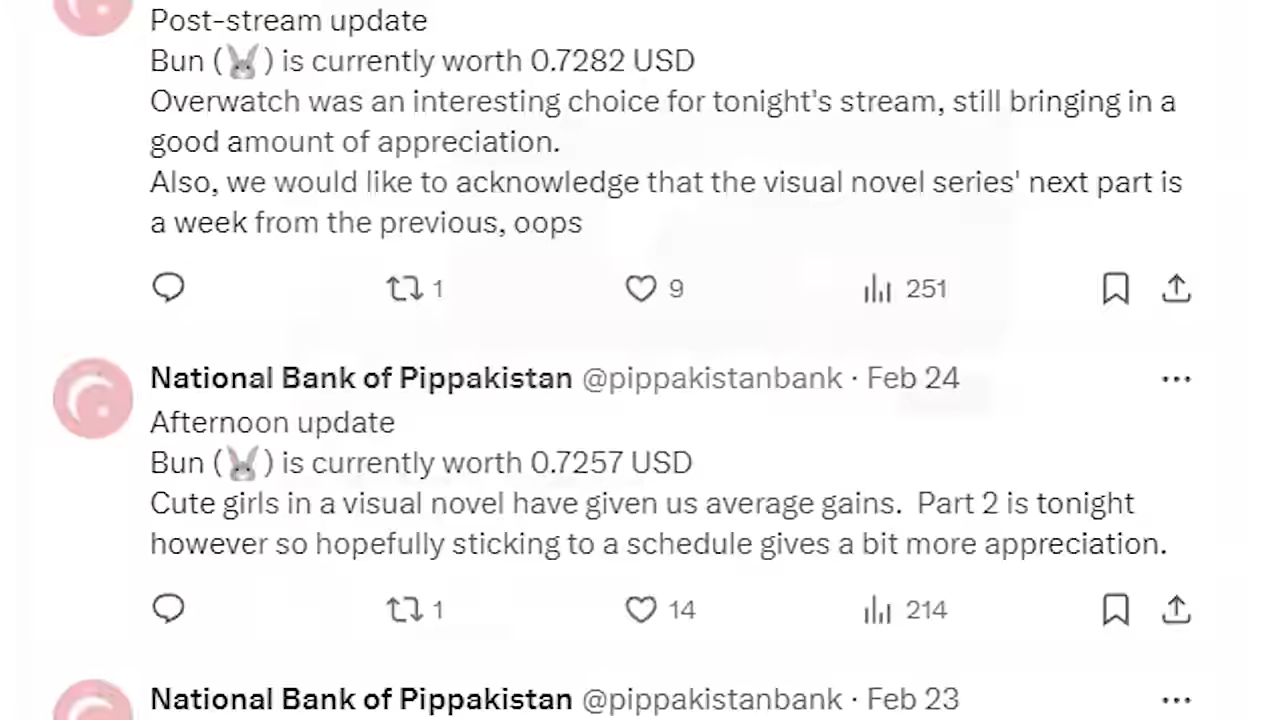 Post-stream update
Bun (🐰) is currently worth 0.7282 USD
Overwatch was an interesting choice for tonight's stream, still bringing in a
good amount of appreciation.
Also, we would like to acknowledge that the visual novel series' next part is
a week from the previous, oops
1 9 251
National Bank of Pippakistan @pippakistanbank · Feb 24 ...
Afternoon update
Bun (🐰) is currently worth 0.7257 USD
Cute girls in a visual novel have given us average gains.  Part 2 is tonight
however so hopefully sticking to a schedule gives a bit more appreciation.
1 14 214
National Bank of Pippakistan @pippakistanbank · Feb 23 ...